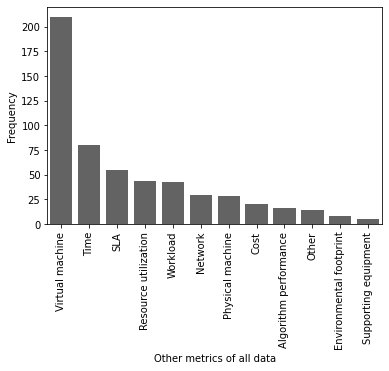 200
175
150
125
100
75
50
25
0
Frequency
Virtual machine
Time
SLA
Resource utilization
Workload
Network
Physical machine
Cost
Algorithm performance
Other
Environmental footprint
Supporting equipment
Other metrics of all data